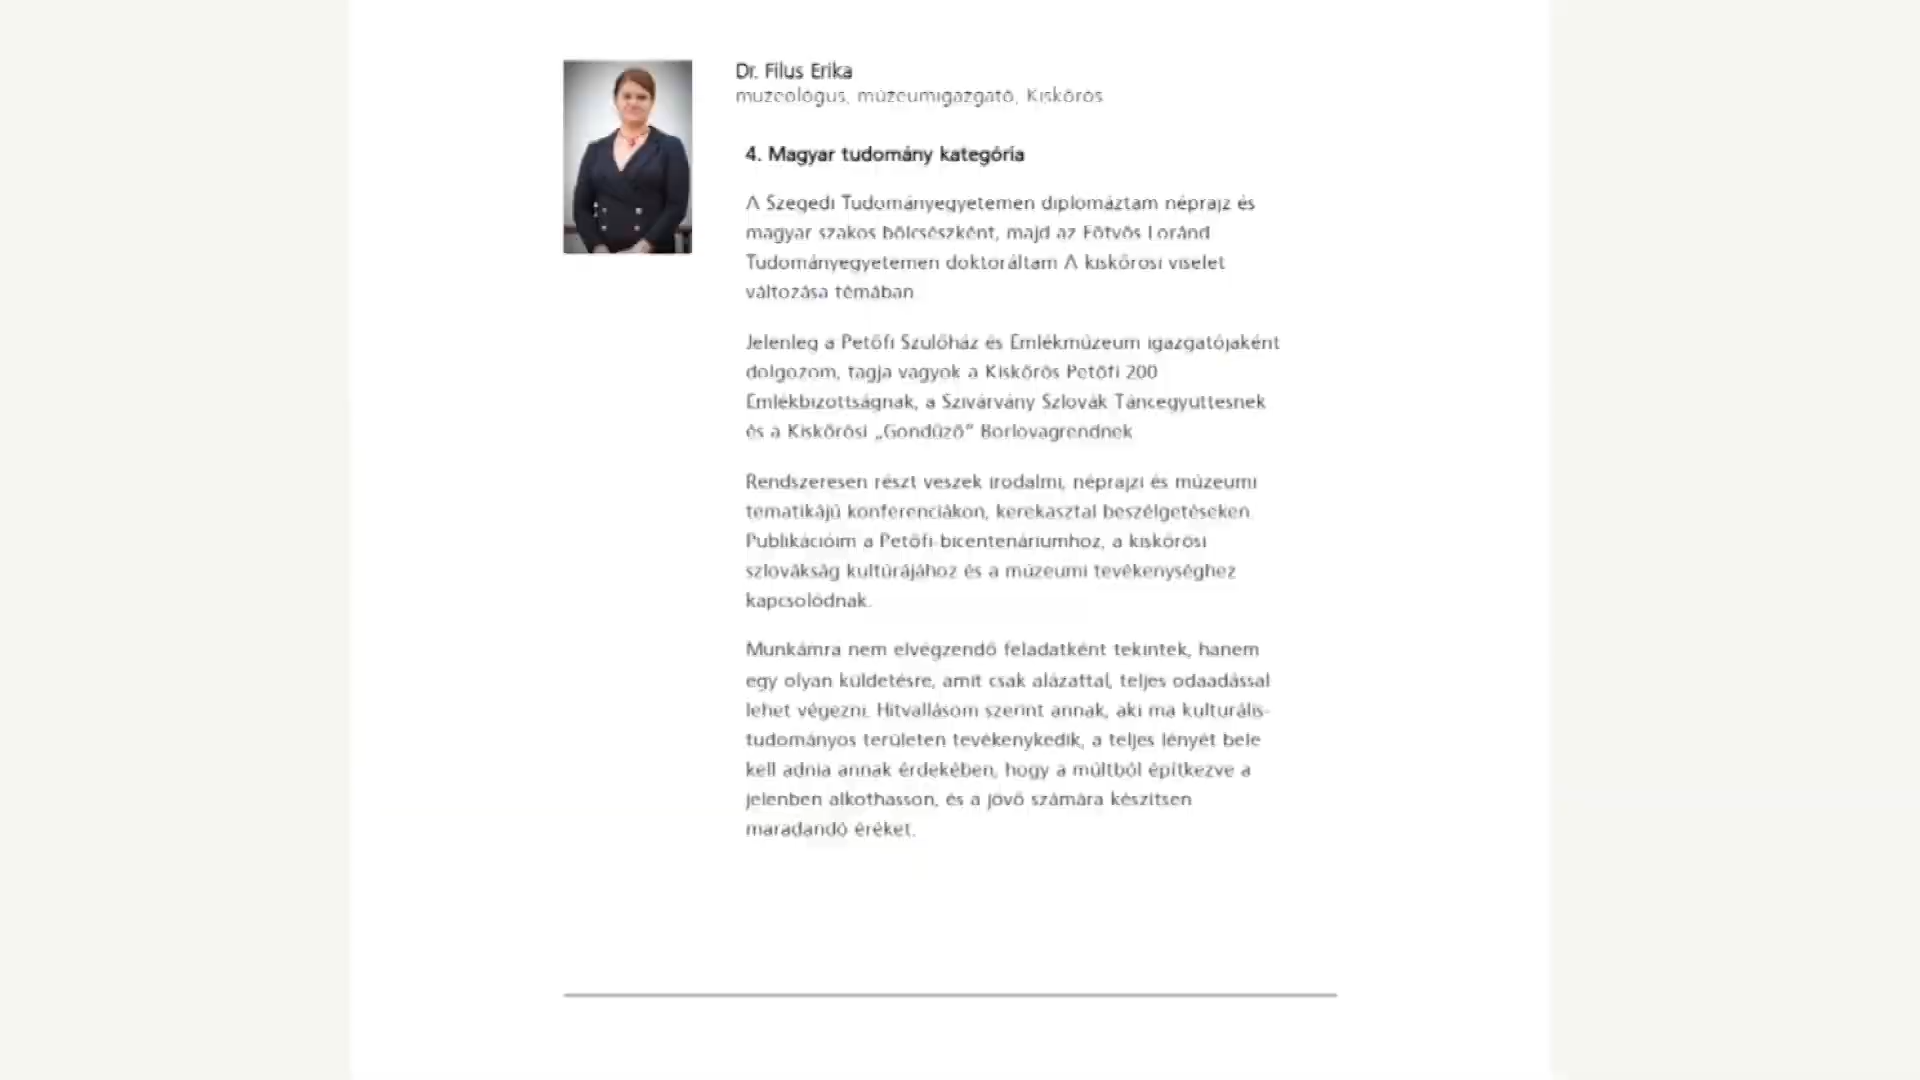 Dr. Filus Erika
muzeológus, múzeumigazgató, Kiskőrös
4. Magyar tudomány kategória
A Szegedi Tudományegyetemen diplomáztam néprajz és
magyar szakos bölcsészként, majd az Eötvös Loránd
Tudományegyetemen doktoráltam A kiskőrösi viselet
változása témában.
Jelenleg a Petőfi Szülőház és Emlékmúzeum igazgatójaként
dolgozom, tagja vagyok a Kiskőrös Petőfi 200
Emlékbizottságnak, a Szivárvány Szlovák Táncegyüttesnek
és a Kiskőrösi „Gondűző” Borlovagrendnek.
Rendszeresen részt veszek irodalmi, néprajzi és múzeumi
tematikájú konferenciákon, kerekasztal beszélgetéseken.
Publikációim a Petőfi-bicentenáriumhoz, a kiskőrösi
szlovákság kultúrájához és a múzeumi tevékenységhez
kapcsolódnak.
Munkámra nem elvégzendő feladatként tekintek, hanem
egy olyan küldetésre, amit csak alázattal, teljes odaadással
lehet végezni. Hitvallásom szerint annak, aki ma kulturális-
tudományos területen tevékenykedik, a teljes lényét bele
kell adnia annak érdekében, hogy a múltból építkezve a
jelenben alkothasson, és a jövő számára készítsen
maradandó éréket.